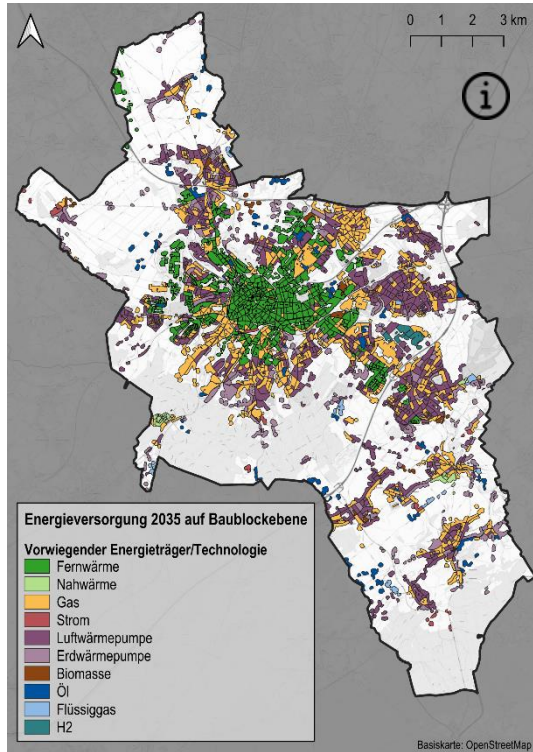 0 1 2 3 km
i
Energieversorgung 2035 auf Baublockebene
Vorwiegender Energieträger/Technologie
Fernwärme
Nahwärme
Gas
Strom
Luftwärmepumpe
Erdwärmepumpe
Biomasse
Öl
Flüssiggas
H2
Basiskarte: OpenStreetMap